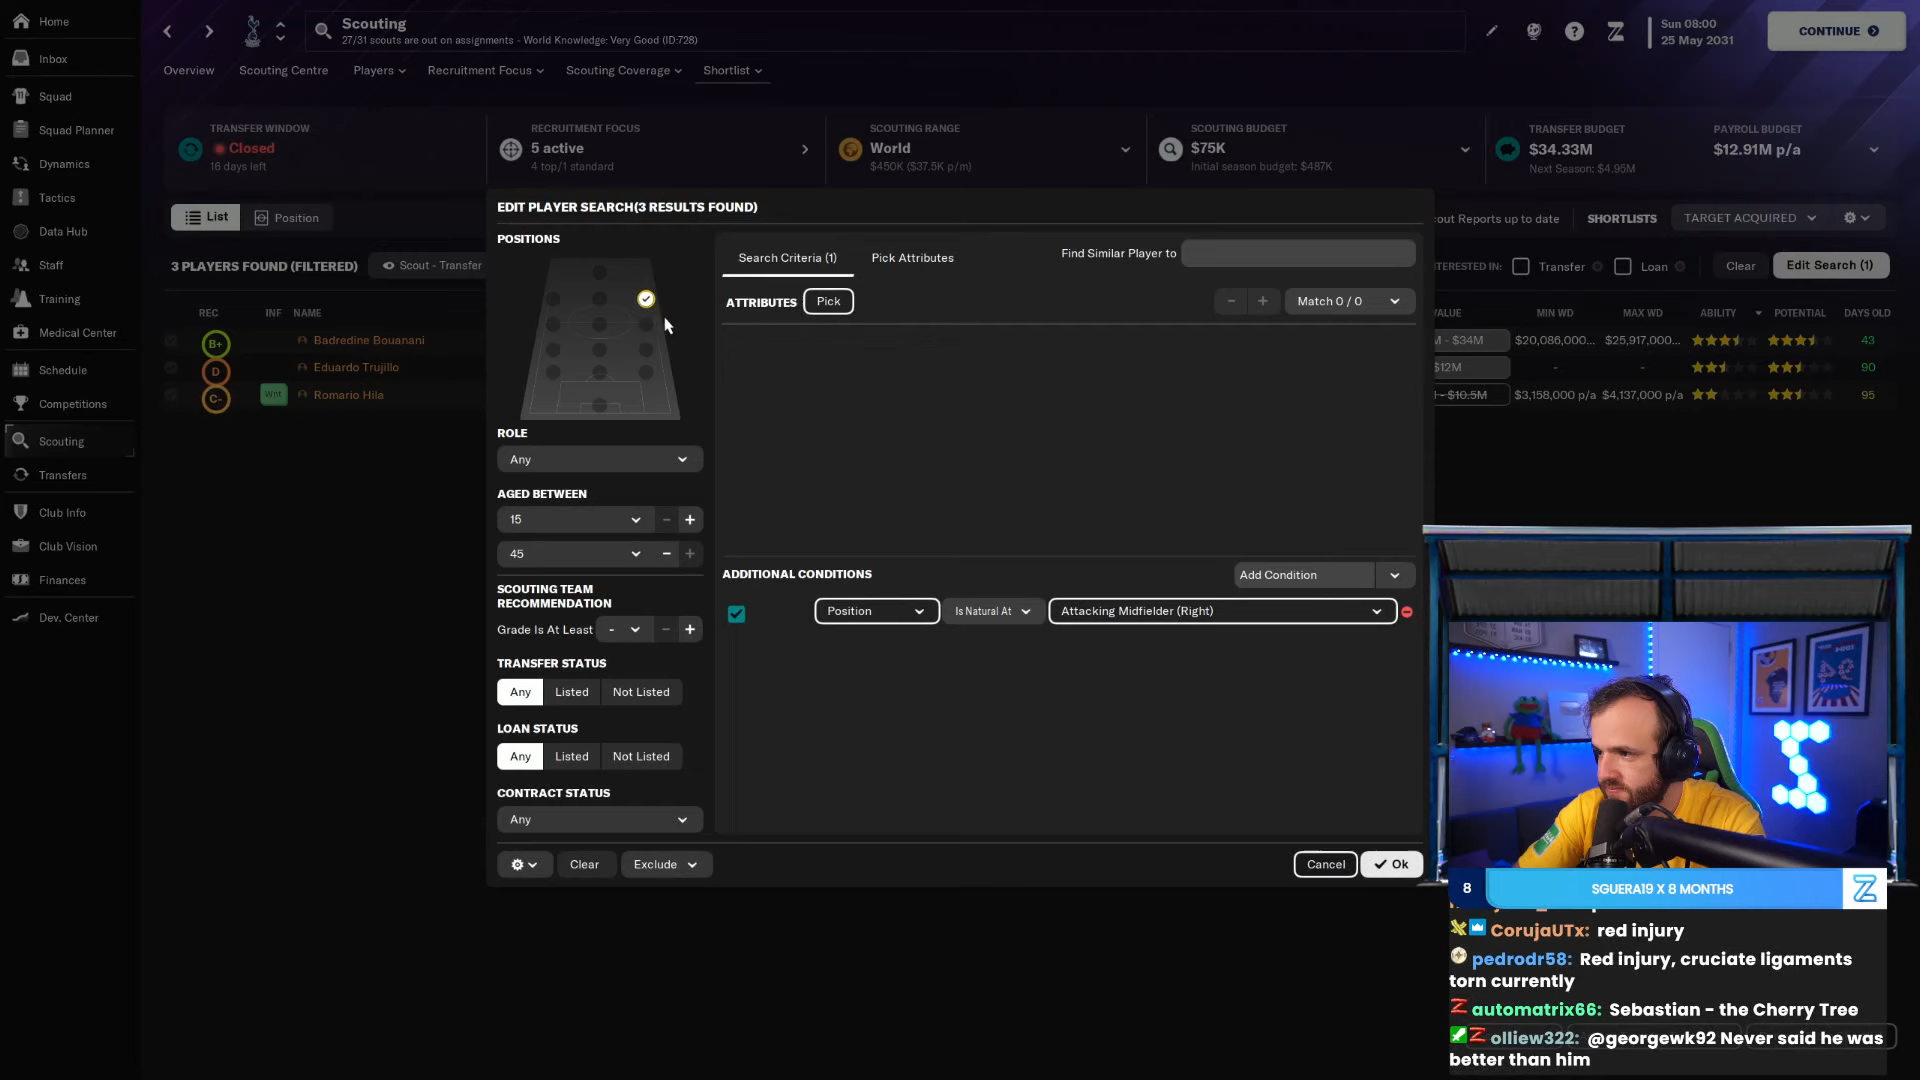 Home
Inbox
Squad
Squad Planner
Dynamics
Tactics
Data Hub
Staff
Training
Medical Center
Schedule
Competitions
Scouting
Transfers
Club Info
Club Vision
Finances
Dev. Center
Scouting
27/31 scouts are out on assignments - World Knowledge: Very Good (ID:728)
Sun 08:00
25 May 2031
CONTINUE
Overview
Scouting Centre
Players
Recruitment Focus
Scouting Coverage
Shortlist
TRANSFER WINDOW
Closed
16 days left
RECRUITMENT FOCUS
5 active
4 top/1 standard
SCOUTING RANGE
World
$450K ($37.5K p/m)
SCOUTING BUDGET
$75K
Initial season budget: $487K
TRANSFER BUDGET
$34.33M
Next Season: $4.95M
PAYROLL BUDGET
$12.91M p/a
List
Position
3 PLAYERS FOUND (FILTERED)
Scout - Transfer
REC INF NAME
B+ Badredine Bouanani
D Eduardo Trujillo
C- Wnt Romario Hila
EDIT PLAYER SEARCH(3 RESULTS FOUND)
POSITIONS
ROLE
Any
AGED BETWEEN
15
45
SCOUTING TEAM
RECOMMENDATION
Grade Is At Least -
TRANSFER STATUS
Any Listed Not Listed
LOAN STATUS
Any Listed Not Listed
CONTRACT STATUS
Any
Clear
Exclude
Search Criteria (1)
Pick Attributes
Find Similar Player to
ATTRIBUTES Pick
Match 0 / 0
ADDITIONAL CONDITIONS
Add Condition
Position Is Natural At Attacking Midfielder (Right)
Cancel
Ok
out Reports up to date
SHORTLISTS
TARGET ACQUIRED
TERESTED IN:
Transfer
Loan
Clear
Edit Search (1)
VALUE MIN WD MAX WD ABILITY POTENTIAL DAYS OLD
M - $34M $20,086,000... $25,917,000... 43
$12M - - 90
- $10.5M $3,158,000 p/a $4,137,000 p/a 95
8 SGUERA19 X 8 MONTHS
CorujaUTx: red injury
pedrodr58: Red injury, cruciate ligaments
torn currently
automatrix66: Sebastian - the Cherry Tree
olliew322: @georgewk92 Never said he was
better than him